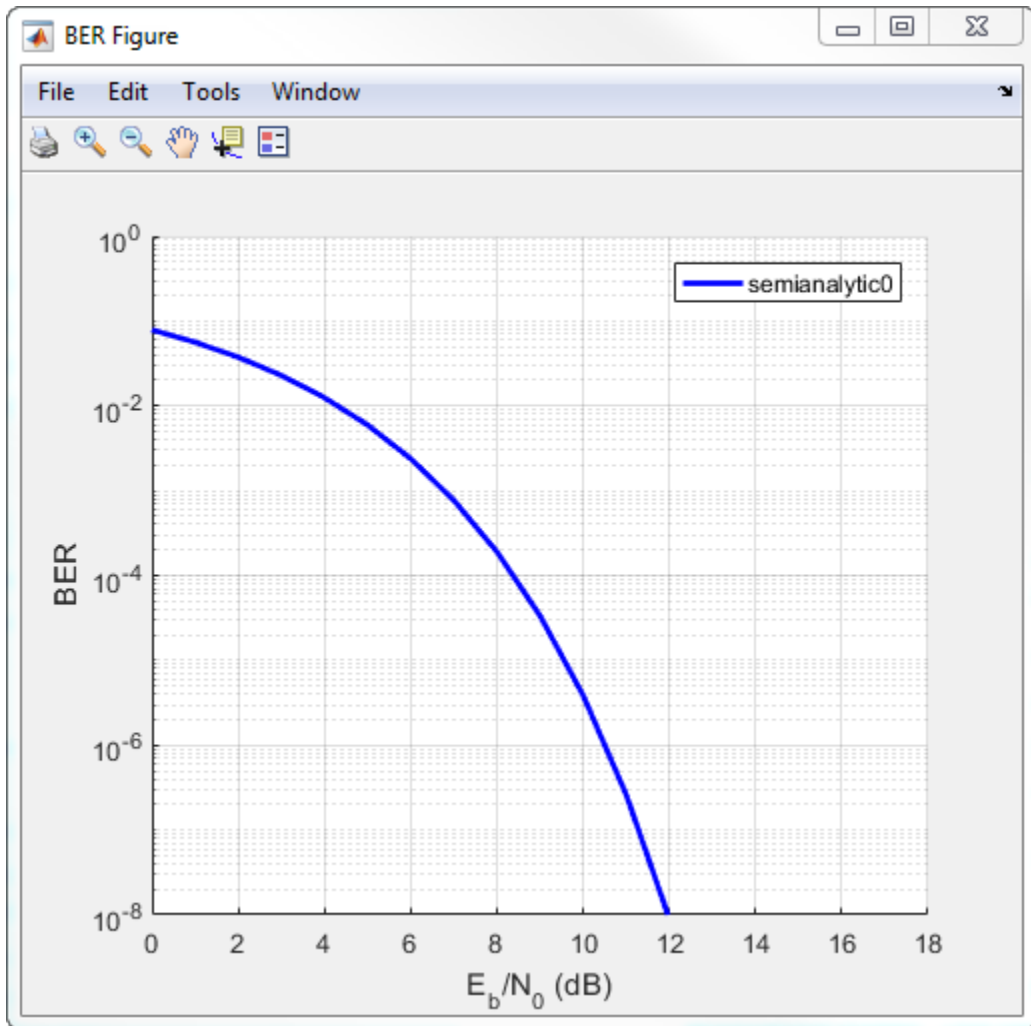 BER Figure
File Edit Tools Window
10^0
semianalytic0
10^-2
BER
10^-4
10^-6
10^-8
0 2 4 6 8 10 12 14 16 18
E_b/N_0 (dB)